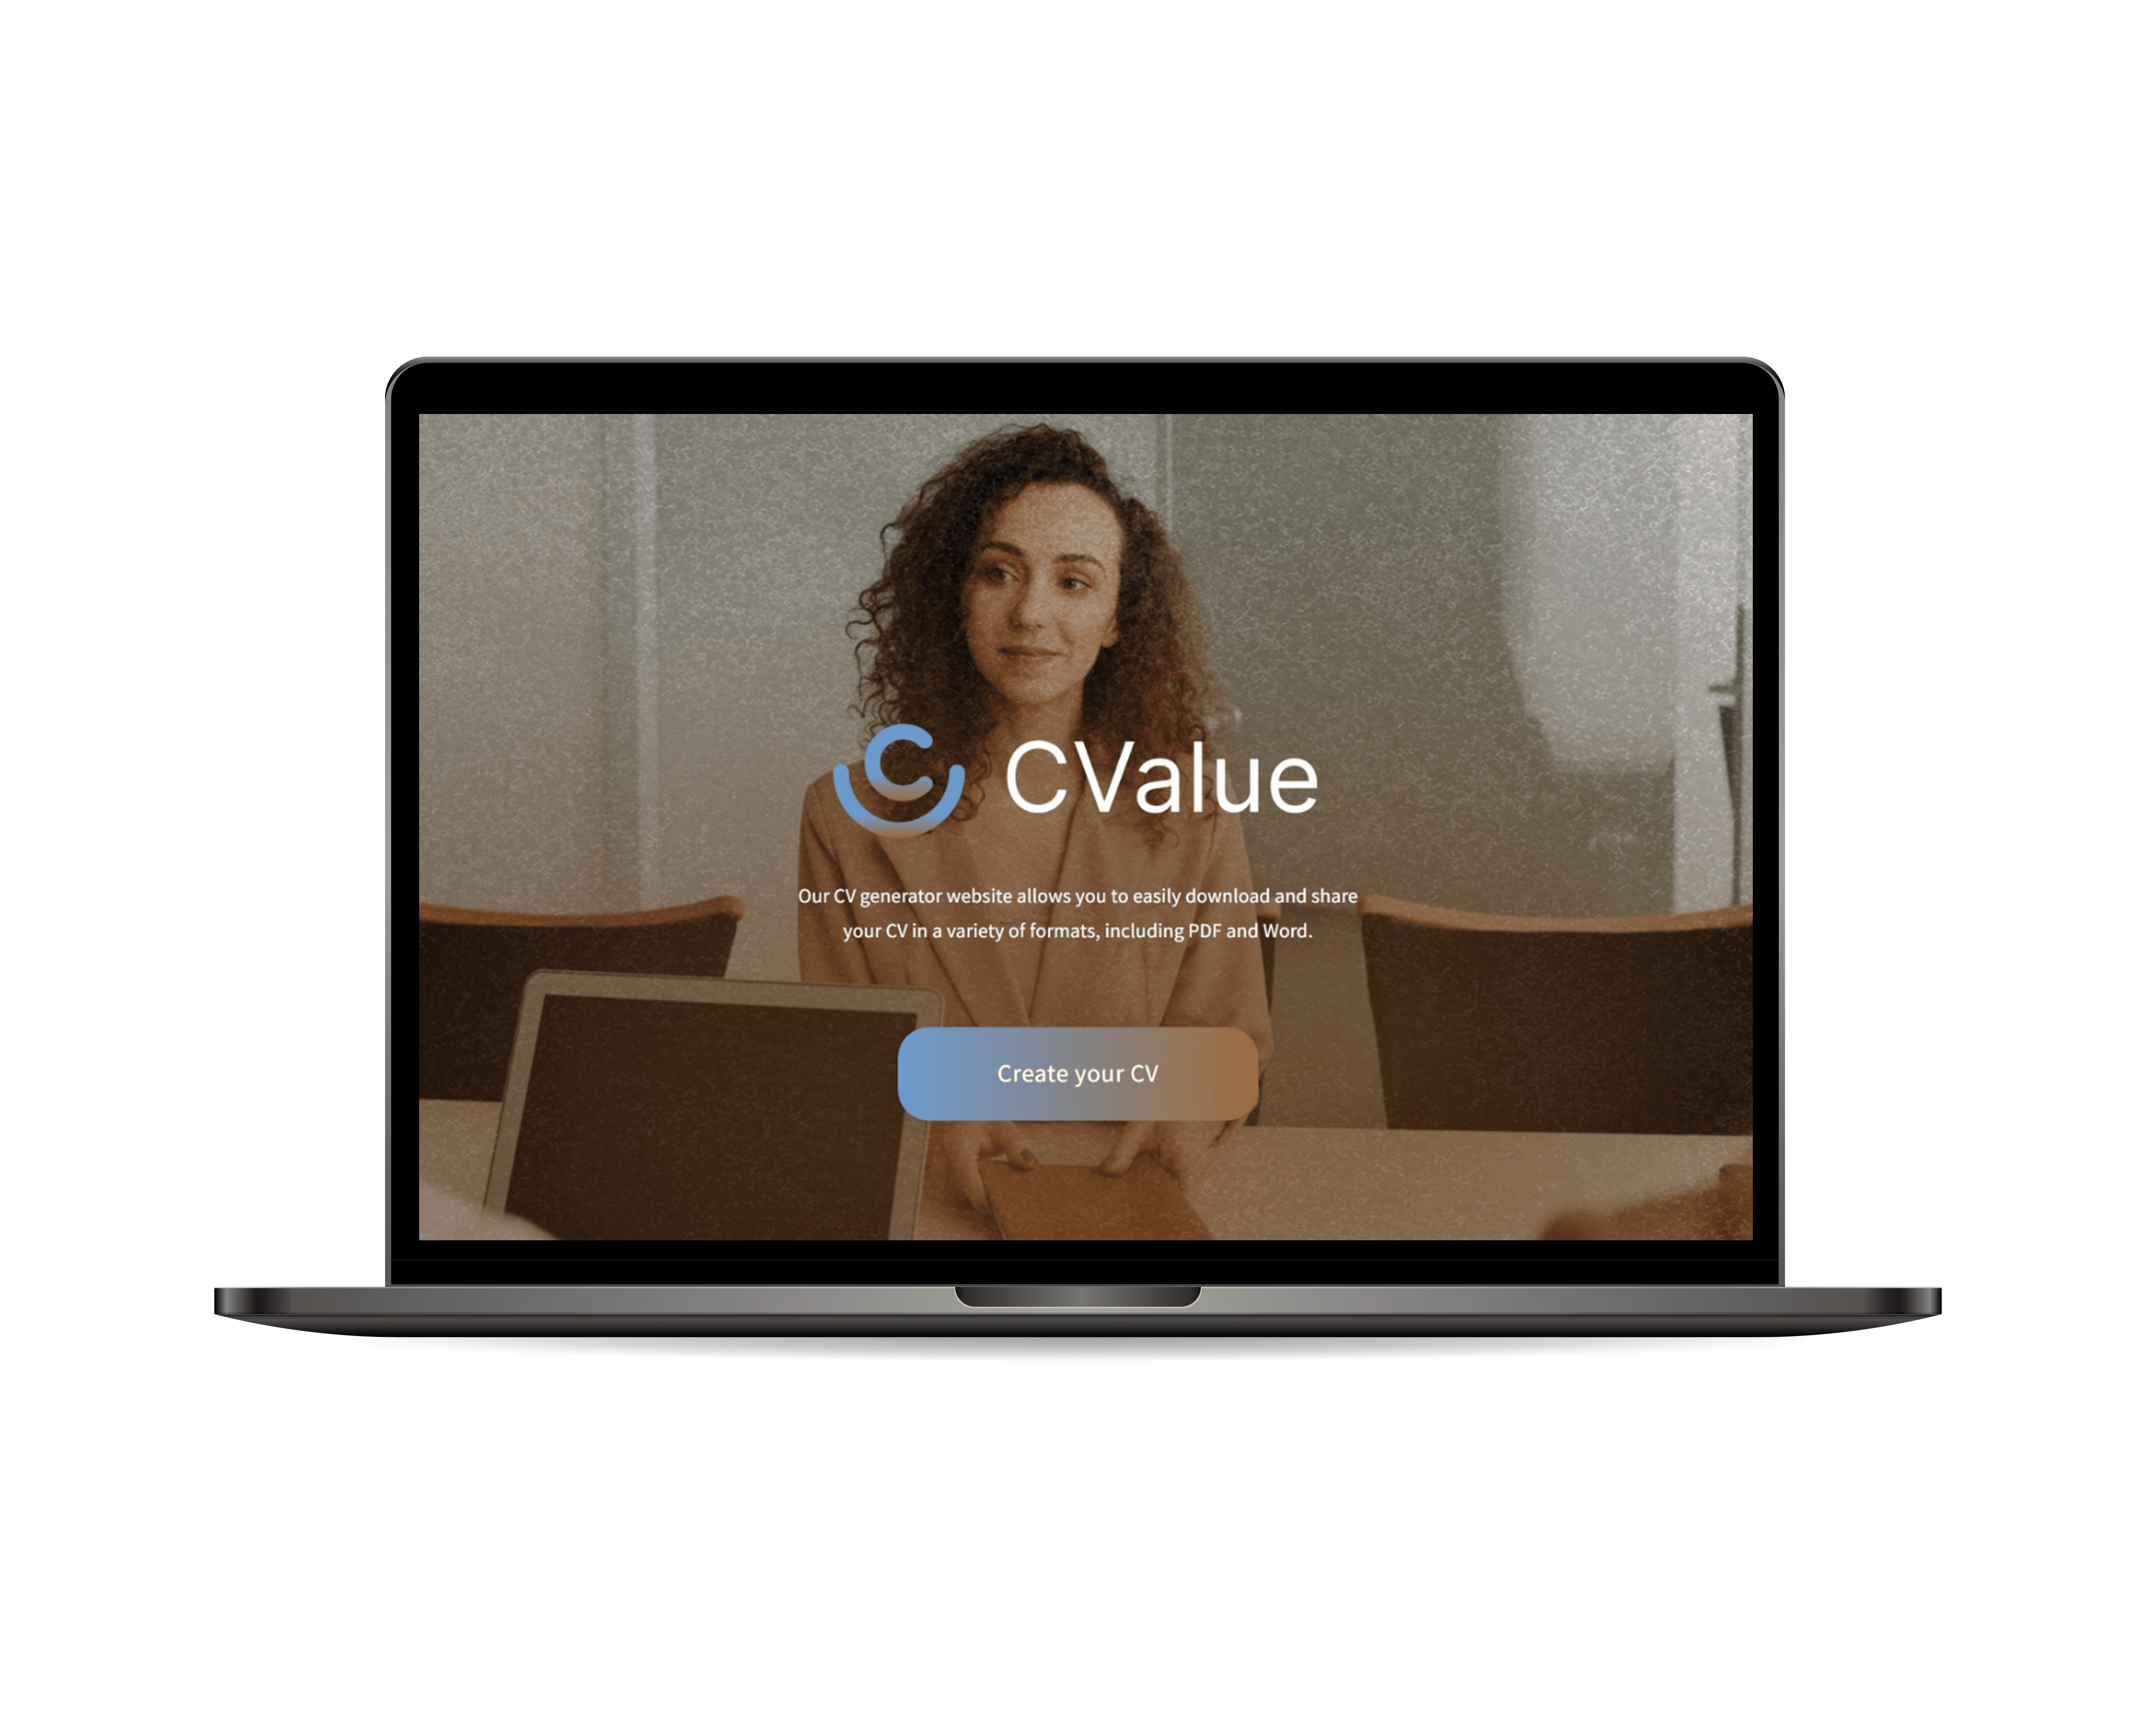 CValue
Our CV generator website allows you to easily download and share
your CV in a variety of formats, including PDF and Word.
Create your CV